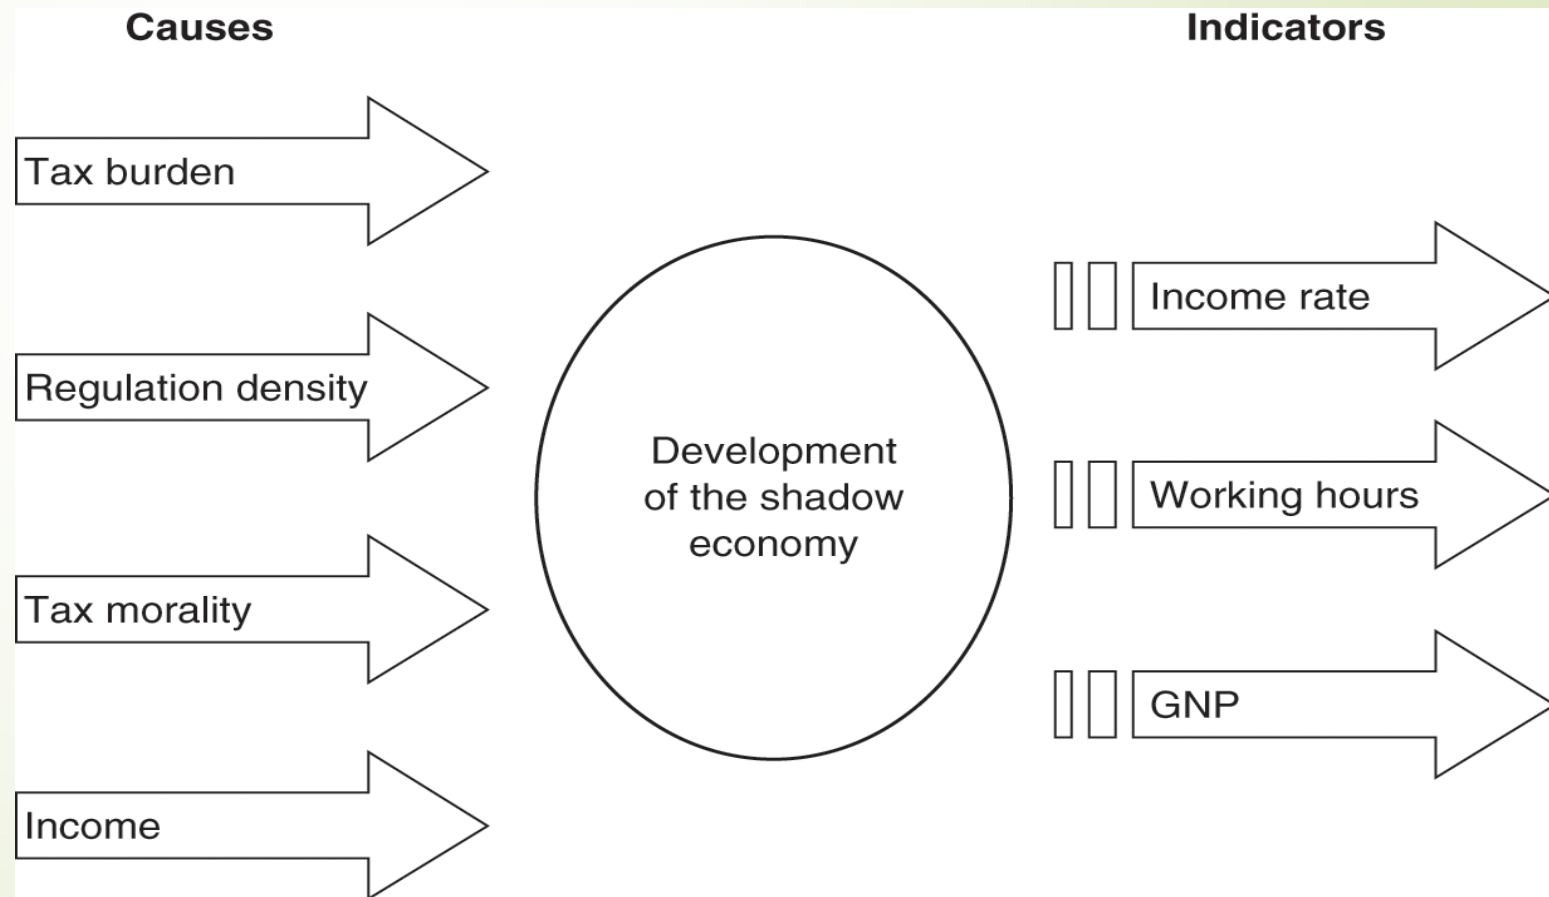 Causes
Indicators
Tax burden
Regulation density
Tax morality
Income
Development
of the shadow
economy
Income rate
Working hours
GNP